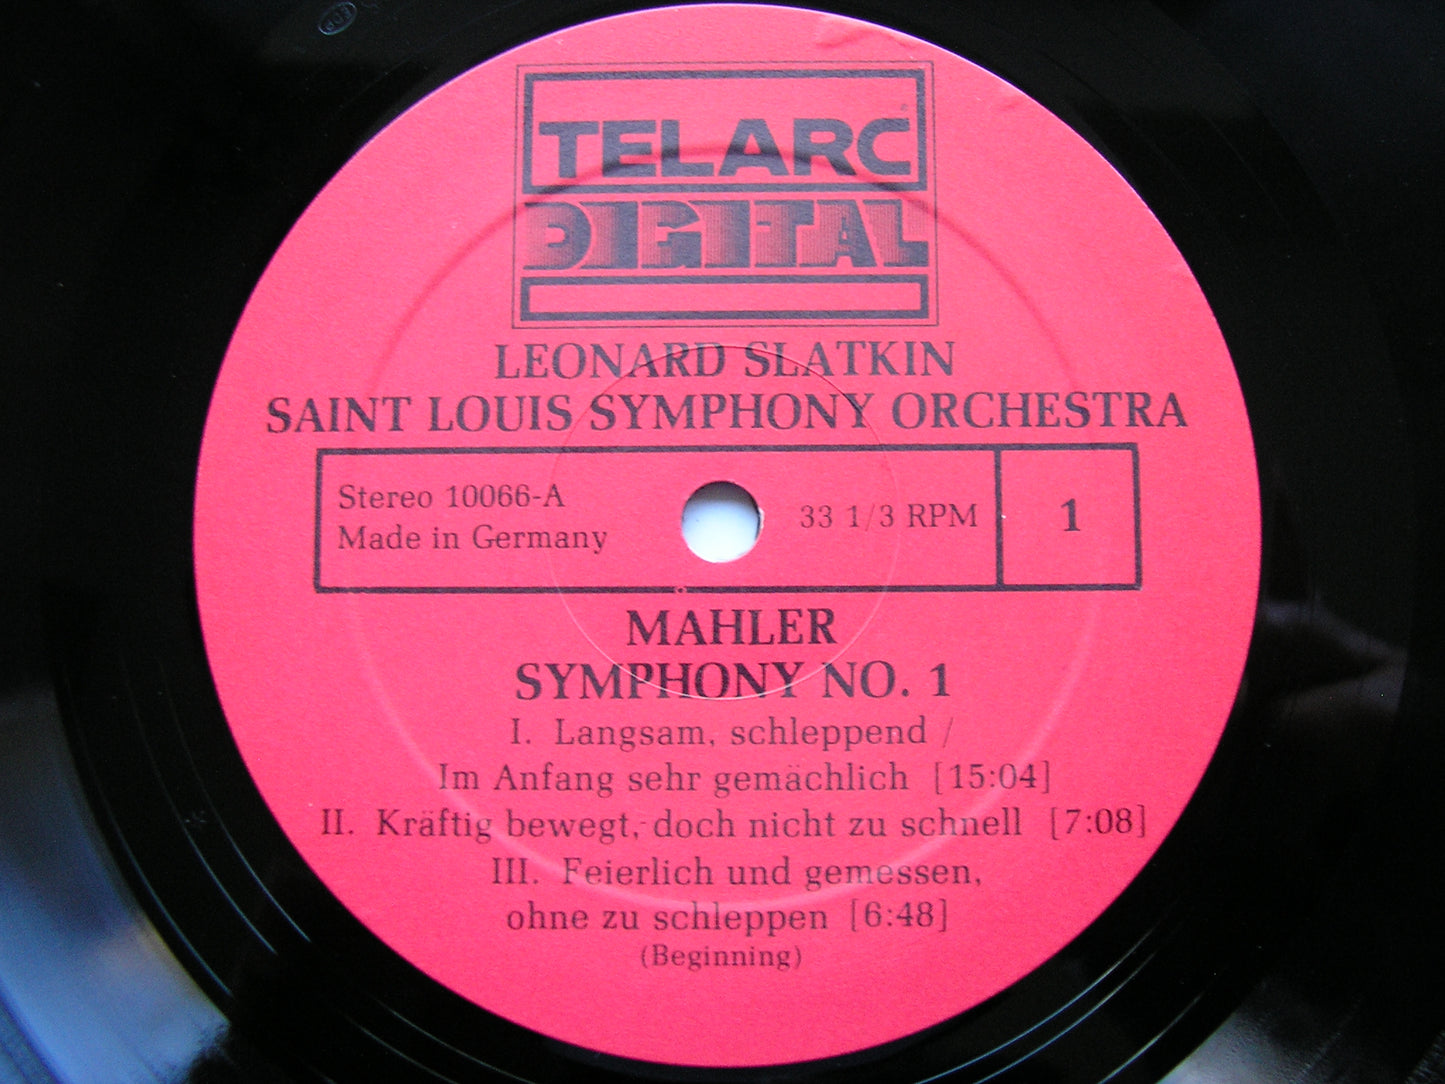 TELARC
DIGITAL
LEONARD SLATKIN
SAINT LOUIS SYMPHONY ORCHESTRA
Stereo 10066-A
Made in Germany
33 1/3 RPM
1
MAHLER
SYMPHONY NO. 1
I. Langsam, schleppend /
Im Anfang sehr gemächlich [15:04]
II. Kräftig bewegt, doch nicht zu schnell [7:08]
III. Feierlich und gemessen,
ohne zu schleppen [6:48]
(Beginning)